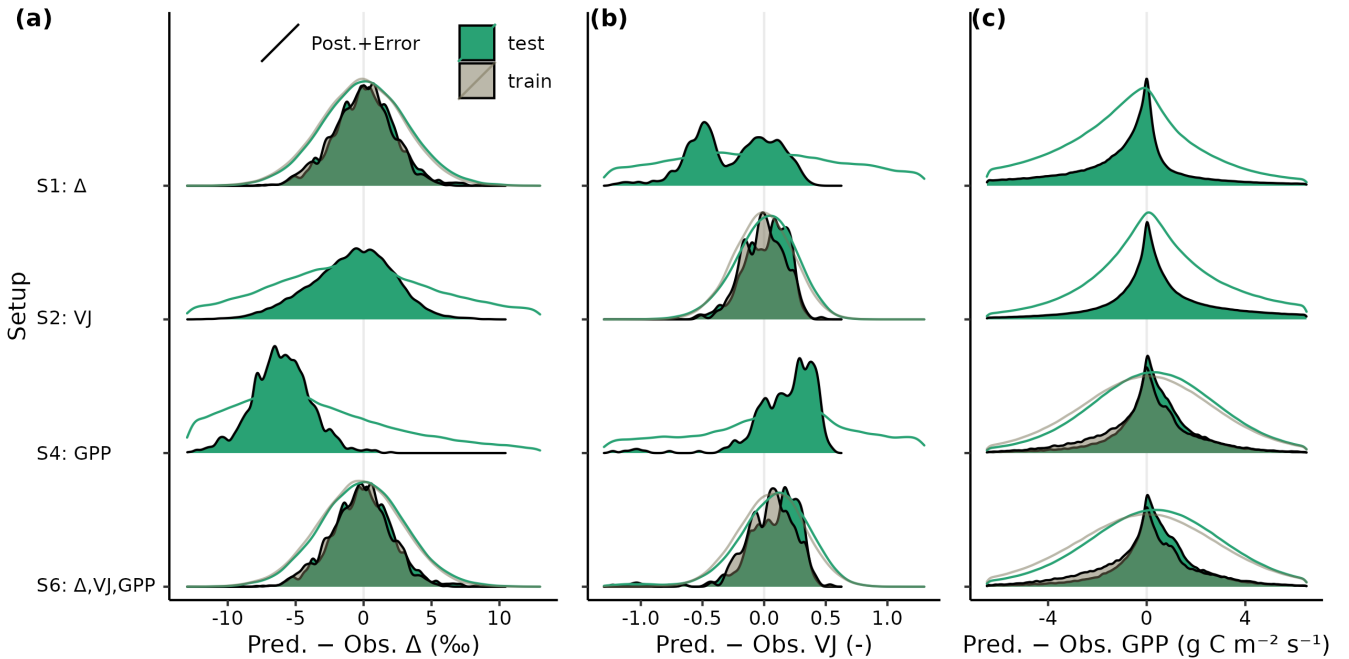 (a)
(b)
(c)
Post.+Error
test
train
Setup
S1: Δ
S2: VJ
S4: GPP
S6: Δ,VJ,GPP
-10
-5
0
5
10
-1.0
-0.5
0.0
0.5
1.0
-4
0
4
Pred. − Obs. Δ (‰)
Pred. − Obs. VJ (-)
Pred. − Obs. GPP (g C m⁻² s⁻¹)